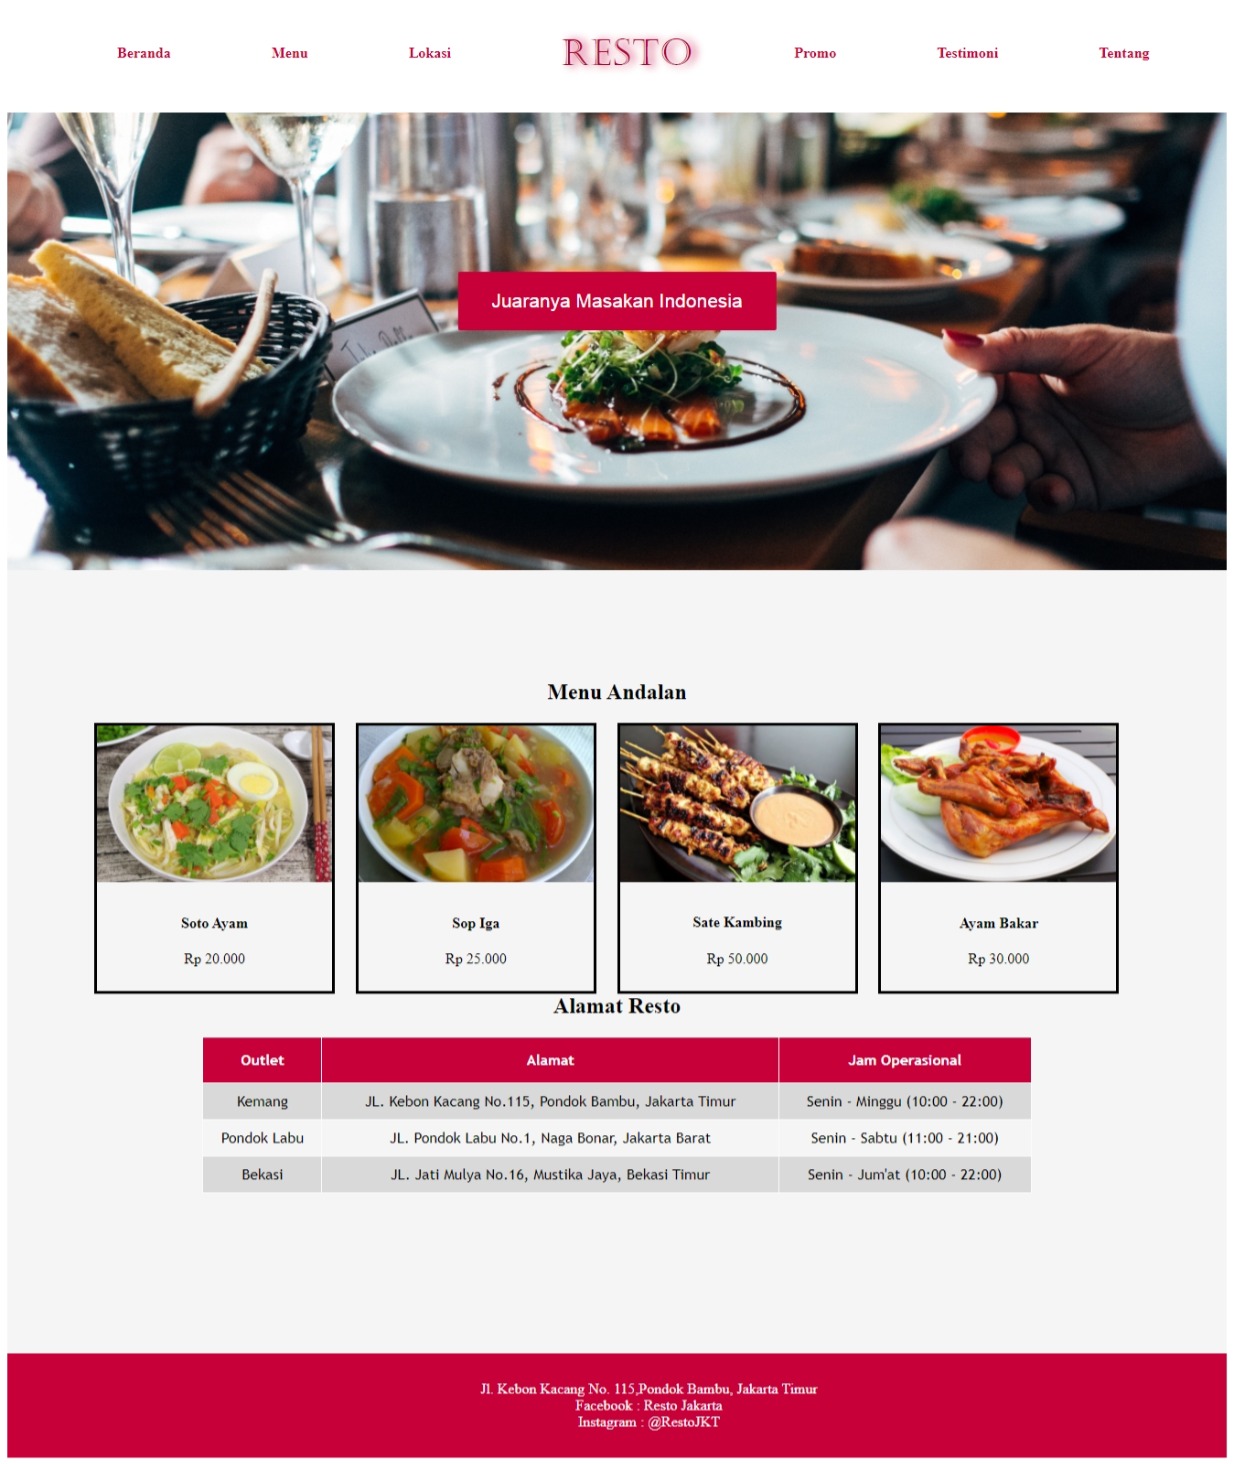 Beranda Menu Lokasi RESTO Promo Testimoni Tentang
Juaranya Masakan Indonesia
Menu Andalan
Soto Ayam
Rp 20.000
Sop Iga
Rp 25.000
Sate Kambing
Rp 50.000
Ayam Bakar
Rp 30.000
Alamat Resto
Outlet Alamat Jam Operasional
Kemang JL. Kebon Kacang No.115, Pondok Bambu, Jakarta Timur Senin - Minggu (10:00 - 22:00)
Pondok Labu JL. Pondok Labu No.1, Naga Bonar, Jakarta Barat Senin - Sabtu (11:00 - 21:00)
Bekasi JL. Jati Mulya No.16, Mustika Jaya, Bekasi Timur Senin - Jum'at (10:00 - 22:00)
Jl. Kebon Kacang No. 115,Pondok Bambu, Jakarta Timur
Facebook : Resto Jakarta
Instagram : @RestoJKT